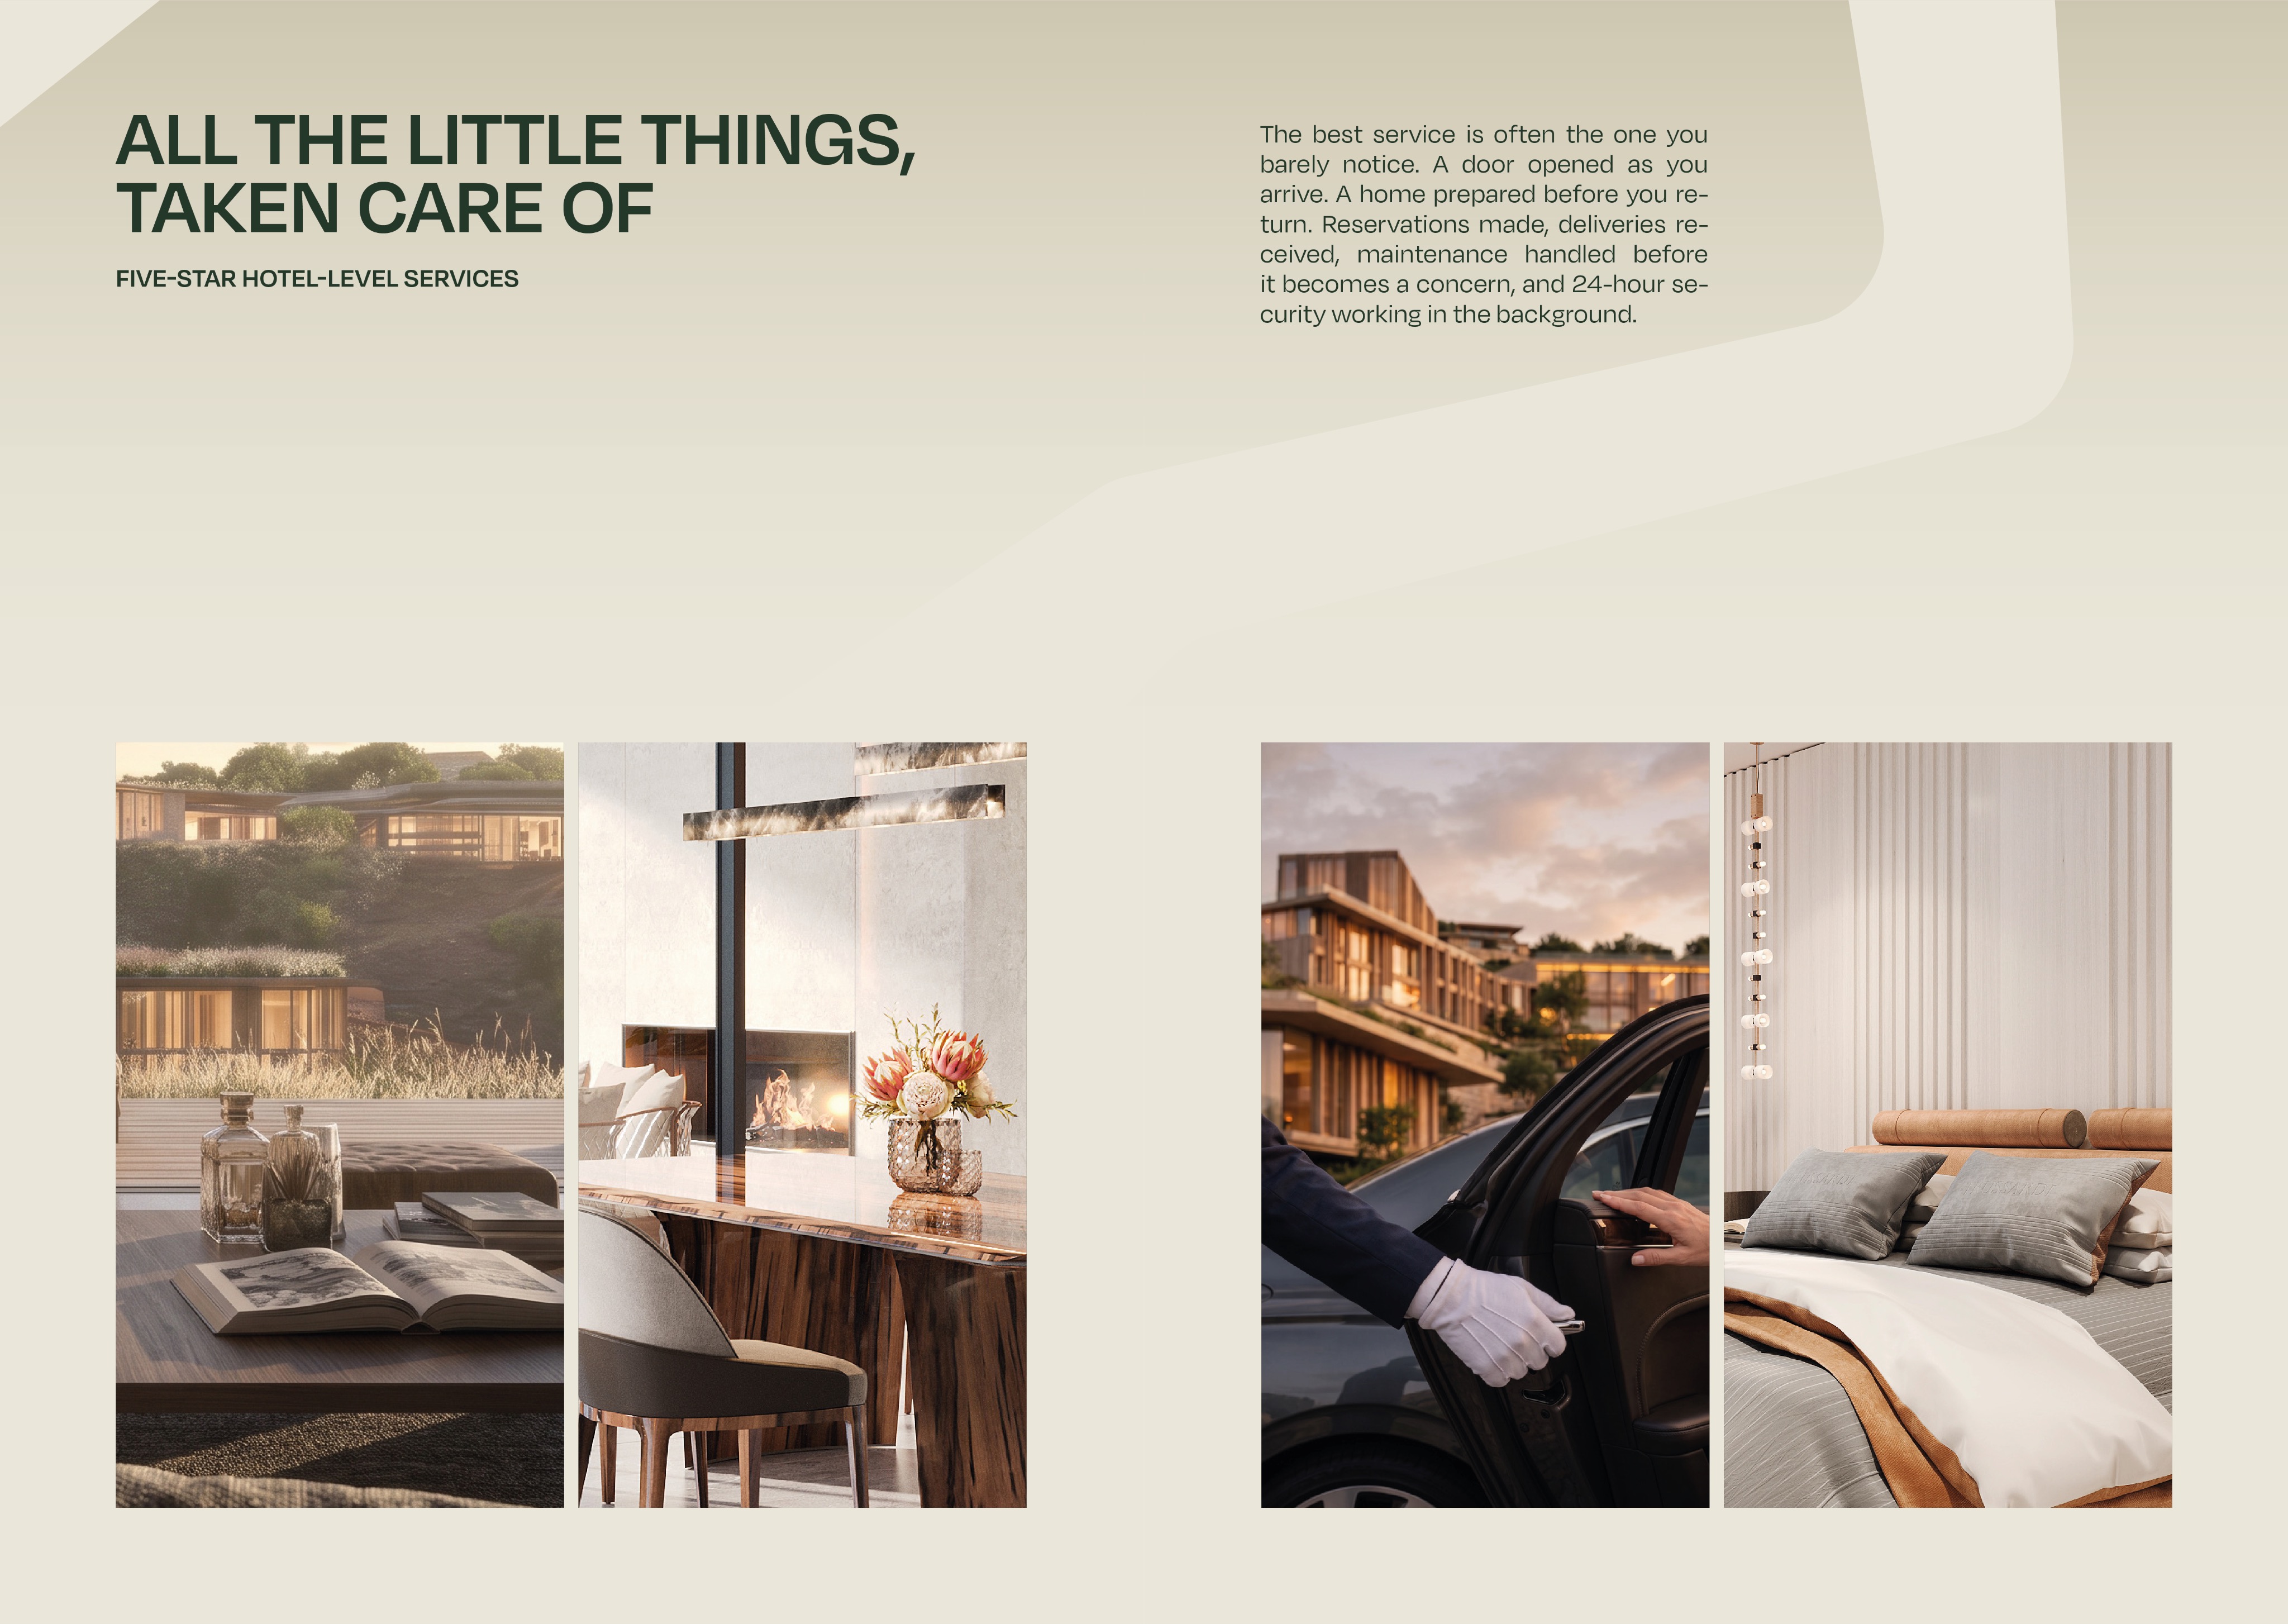 ALL THE LITTLE THINGS,
TAKEN CARE OF
FIVE-STAR HOTEL-LEVEL SERVICES
The best service is often the one you
barely notice. A door opened as you
arrive. A home prepared before you re-
turn. Reservations made, deliveries re-
ceived, maintenance handled before
it becomes a concern, and 24-hour se-
curity working in the background.